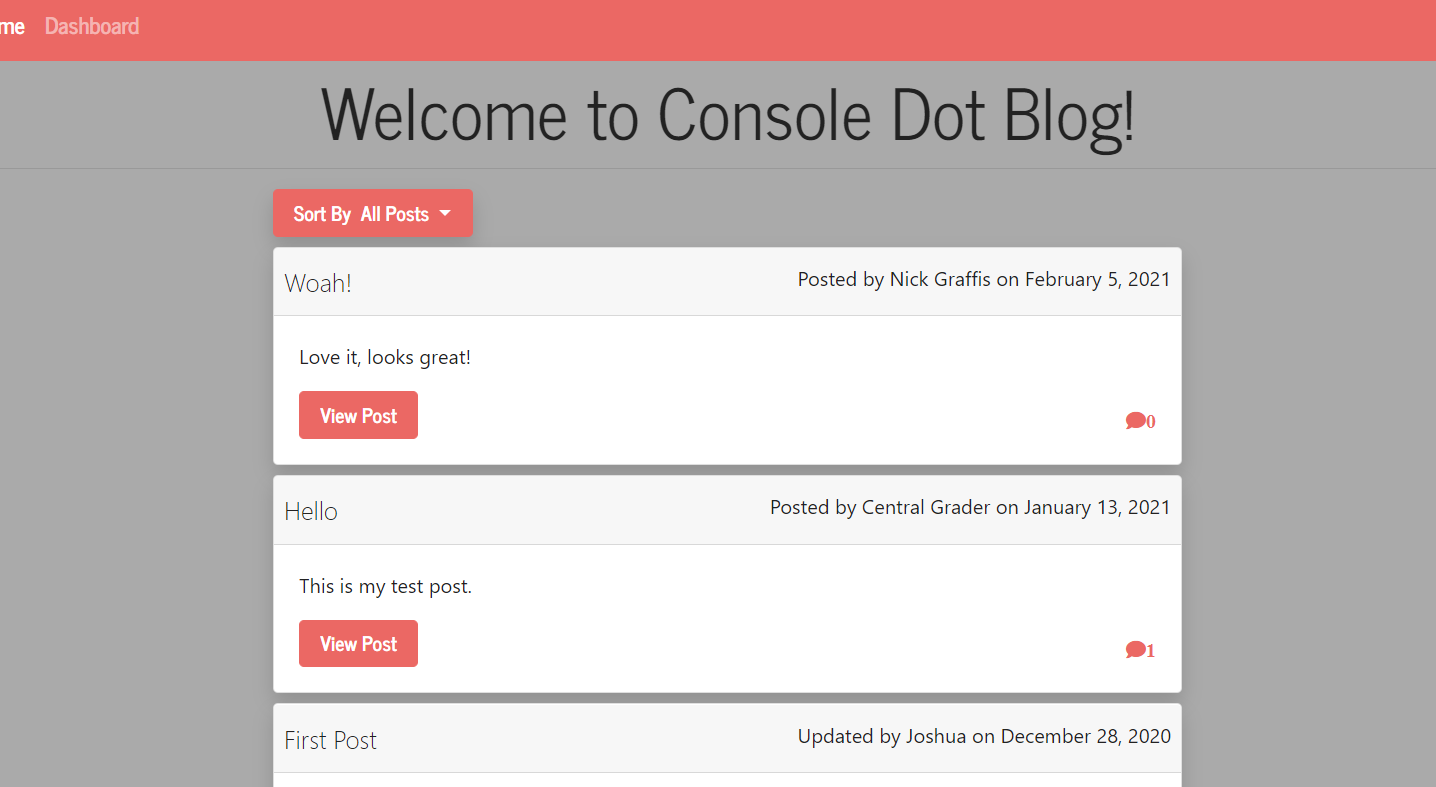 me Dashboard
Welcome to Console Dot Blog!
Sort By All Posts
Woah! Posted by Nick Graffis on February 5, 2021
Love it, looks great!
View Post 0
Hello Posted by Central Grader on January 13, 2021
This is my test post.
View Post 1
First Post Updated by Joshua on December 28, 2020